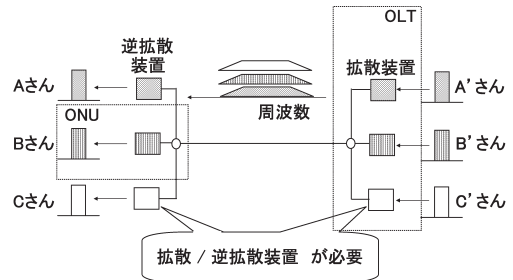 OLT
逆拡散
装置
拡散装置
Aさん
A'さん
周波数
ONU
Bさん
B'さん
Cさん
C'さん
拡散 / 逆拡散装置 が必要